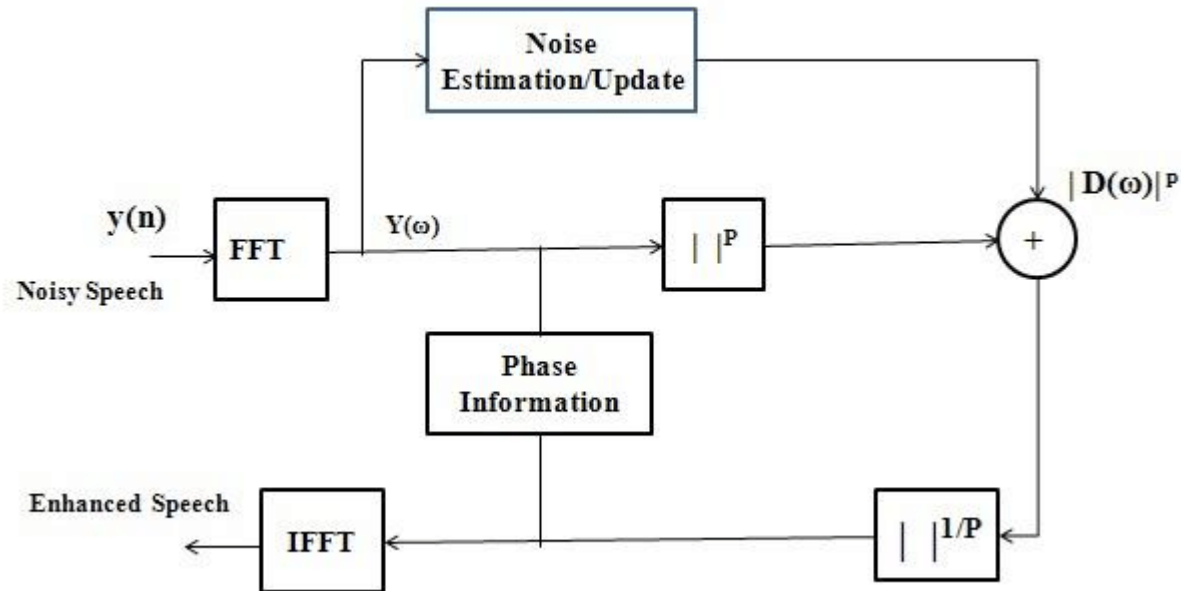 Noise
Estimation/Update
| D(ω)| p
y(n)
FFT
Y(ω)
| |P
+
Noisy Speech
Phase
Information
Enhanced Speech
IFFT
| |1/P